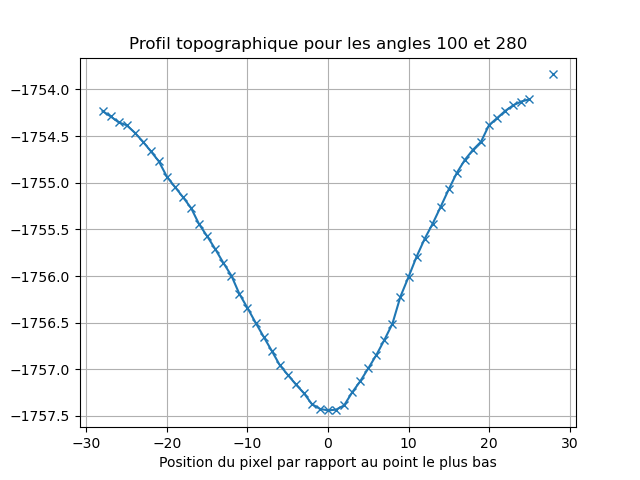 Profil topographique pour les angles 100 et 280
−1754.0
−1754.5
−1755.0
−1755.5
−1756.0
−1756.5
−1757.0
−1757.5
−30 −20 −10 0 10 20 30
Position du pixel par rapport au point le plus bas